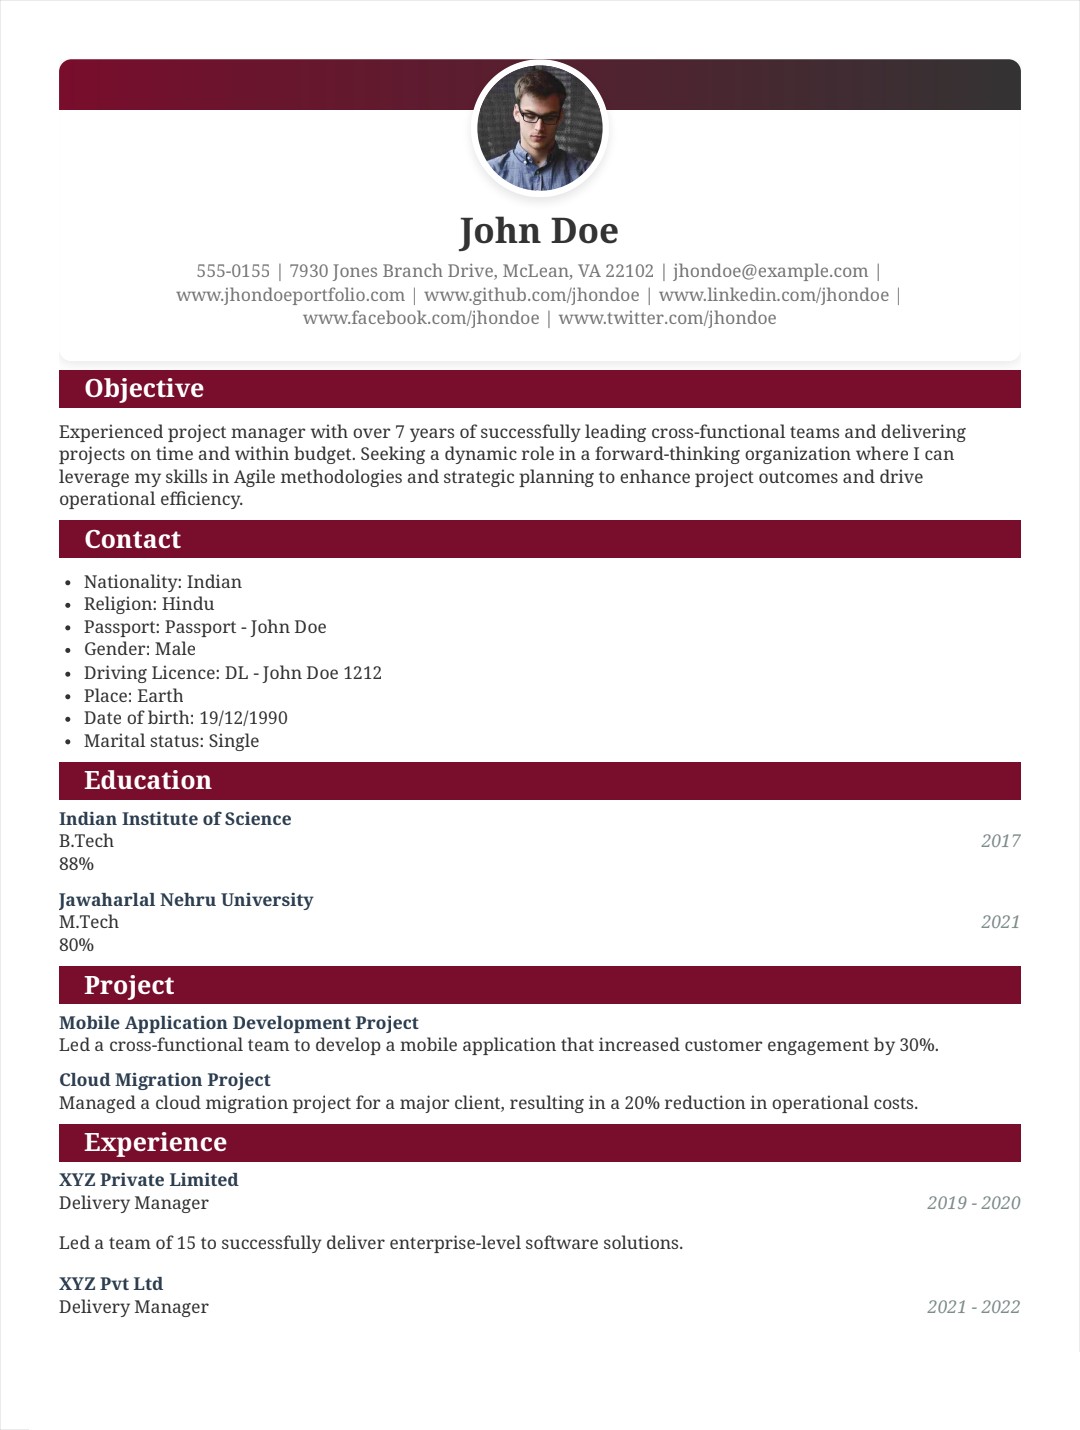 John Doe
555-0155 | 7930 Jones Branch Drive, McLean, VA 22102 | jhondoe@example.com |
www.jhondoeportfolio.com | www.github.com/jhondoe | www.linkedin.com/jhondoe |
www.facebook.com/jhondoe | www.twitter.com/jhondoe
Objective
Experienced project manager with over 7 years of successfully leading cross-functional teams and delivering
projects on time and within budget. Seeking a dynamic role in a forward-thinking organization where I can
leverage my skills in Agile methodologies and strategic planning to enhance project outcomes and drive
operational efficiency.
Contact
• Nationality: Indian
• Religion: Hindu
• Passport: Passport - John Doe
• Gender: Male
• Driving Licence: DL - John Doe 1212
• Place: Earth
• Date of birth: 19/12/1990
• Marital status: Single
Education
Indian Institute of Science
B.Tech 2017
88%
Jawaharlal Nehru University
M.Tech 2021
80%
Project
Mobile Application Development Project
Led a cross-functional team to develop a mobile application that increased customer engagement by 30%.
Cloud Migration Project
Managed a cloud migration project for a major client, resulting in a 20% reduction in operational costs.
Experience
XYZ Private Limited
Delivery Manager 2019 - 2020
Led a team of 15 to successfully deliver enterprise-level software solutions.
XYZ Pvt Ltd
Delivery Manager 2021 - 2022